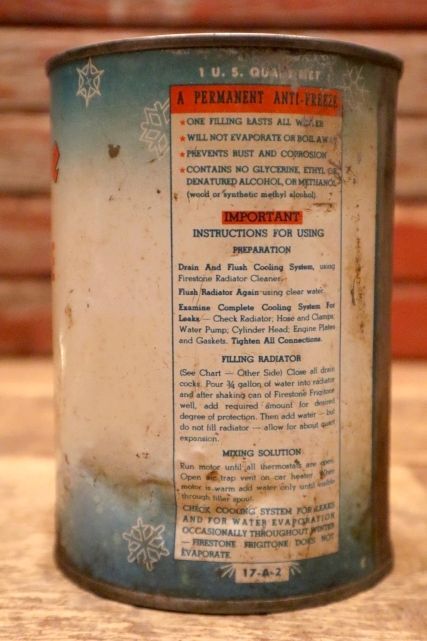 1 U. S. QUART NET
A PERMANENT ANTI-FREEZE
★ONE FILLING LASTS ALL WINTER
★WILL NOT EVAPORATE OR BOIL AWAY
★PREVENTS RUST AND CORROSION
★CONTAINS NO GLYCERINE, ETHYL OR
DENATURED ALCOHOL, OR METHANOL
(wood or synthetic methyl alcohol).
IMPORTANT
INSTRUCTIONS FOR USING
PREPARATION
Drain And Flush Cooling System, using
Firestone Radiator Cleaner.
Flush Radiator Again using clear water.
Examine Complete Cooling System For
Leaks — Check Radiator; Hose and Clamps;
Water Pump; Cylinder Head; Engine Plates
and Gaskets. Tighten All Connections.
FILLING RADIATOR
(See Chart — Other Side) Close all drain
cocks. Pour ¾ gallon of water into radiator
and after shaking can of Firestone Frigitone
well, add required amount for desired
degree of protection. Then add water — but
do not fill radiator — allow for about quart
expansion.
MIXING SOLUTION
Run motor until all thermostats are open.
Open air trap vent on car heater. When
motor is warm add water only until visible
through filler spout.
CHECK COOLING SYSTEM FOR LEAKS
AND FOR WATER EVAPORATION
OCCASIONALLY THROUGHOUT WINTER
— FIRESTONE FRIGITONE DOES NOT
EVAPORATE.
17-A-2